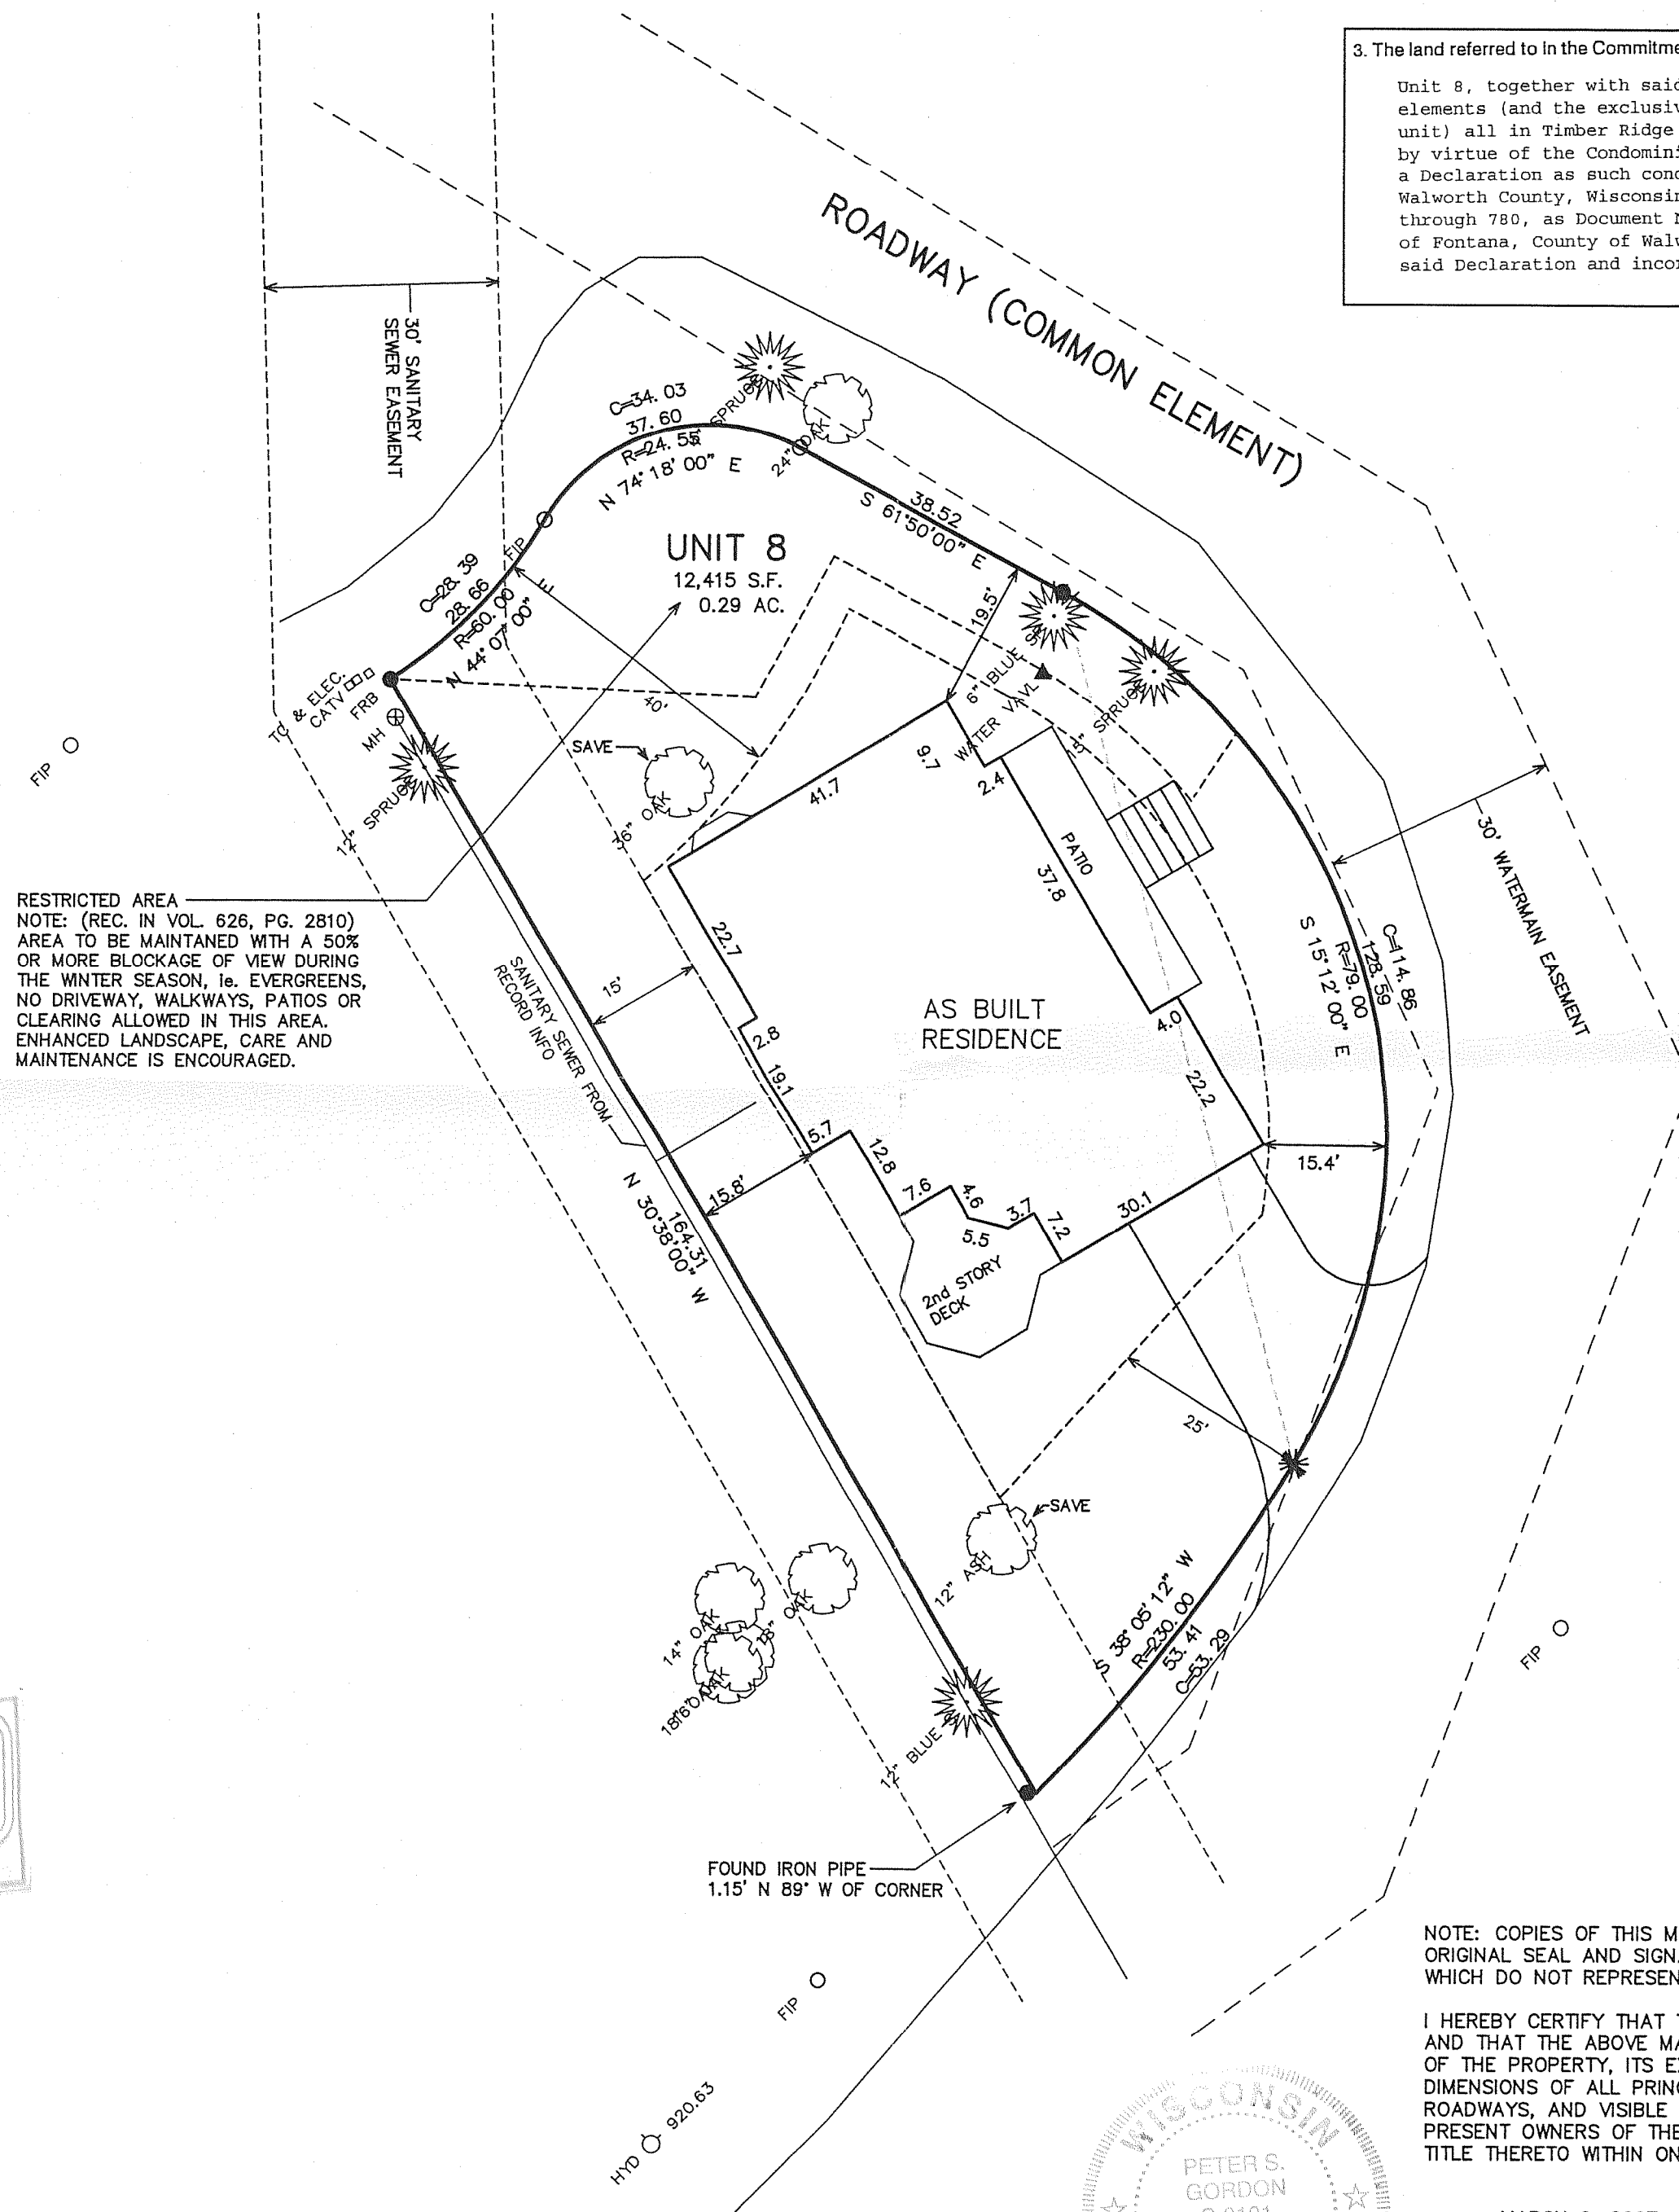 3. The land referred to in the Commitme
Unit 8, together with said
elements (and the exclusiv
unit) all in Timber Ridge
by virtue of the Condomini
a Declaration as such cond
Walworth County, Wisconsin
through 780, as Document N
of Fontana, County of Walw
said Declaration and incor
ROADWAY (COMMON ELEMENT)
30' SANITARY
SEWER EASEMENT
C=34.03
37.60
R=24.55
N 74°18'00" E
SPRUCE
24" OAK
38.52
S 61°50'00" E
UNIT 8
12,415 S.F.
0.29 AC.
FIP
C=28.39
28.66
R=60.00
N 44°07'00" E
& ELEC.
CATV
FRB
MH
12" SPRUCE
FIP
40'
SAVE
36" OAK
19.5'
6" BLUE
WATER VAVL
15" SPRUCE
41.7
9.7
2.4
PATIO
37.8
30' WATERMAIN EASEMENT
C=114.86
128.59
R=79.00
S 15°12'00" E
RESTRICTED AREA
NOTE: (REC. IN VOL. 626, PG. 2810)
AREA TO BE MAINTANED WITH A 50%
OR MORE BLOCKAGE OF VIEW DURING
THE WINTER SEASON, Ie. EVERGREENS,
NO DRIVEWAY, WALKWAYS, PATIOS OR
CLEARING ALLOWED IN THIS AREA.
ENHANCED LANDSCAPE, CARE AND
MAINTENANCE IS ENCOURAGED.
22.7
15'
SANITARY SEWER FROM
RECORD INFO
AS BUILT
RESIDENCE
2.8
19.1
4.0
22.2
5.7
12.8
15.8'
7.6
4.6
5.5
3.7
7.2
30.1
15.4'
164.31
N 30°38'00" W
2nd STORY
DECK
25'
SAVE
12" ASH
14" OAK
18" OAK
12" BLUE
S 38°05'12" W
R=230.00
53.41
C=53.29
FIP
FOUND IRON PIPE
1.15' N 89° W OF CORNER
FIP
HYD 920.63
NOTE: COPIES OF THIS M
ORIGINAL SEAL AND SIGN
WHICH DO NOT REPRESEN
I HEREBY CERTIFY THAT
AND THAT THE ABOVE MA
OF THE PROPERTY, ITS E
DIMENSIONS OF ALL PRINC
ROADWAYS, AND VISIBLE
PRESENT OWNERS OF THE
TITLE THERETO WITHIN ON
WISCONSIN
PETER S.
GORDON